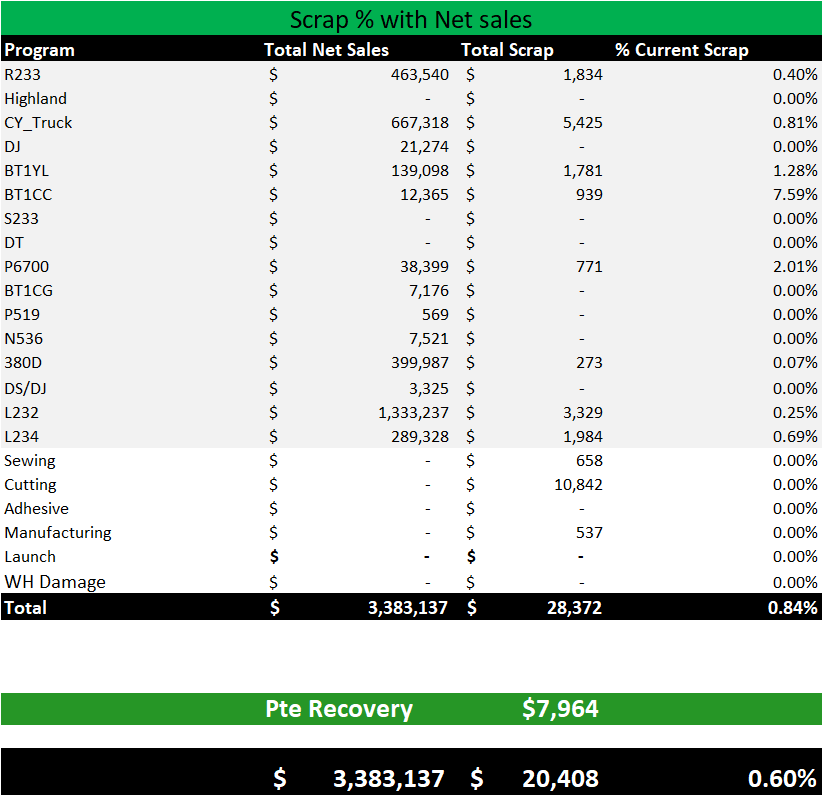 Scrap % with Net sales
Program Total Net Sales Total Scrap % Current Scrap
R233 $ 463,540 $ 1,834 0.40%
Highland $ - $ - 0.00%
CY_Truck $ 667,318 $ 5,425 0.81%
DJ $ 21,274 $ - 0.00%
BT1YL $ 139,098 $ 1,781 1.28%
BT1CC $ 12,365 $ 939 7.59%
S233 $ - $ - 0.00%
DT $ - $ - 0.00%
P6700 $ 38,399 $ 771 2.01%
BT1CG $ 7,176 $ - 0.00%
P519 $ 569 $ - 0.00%
N536 $ 7,521 $ - 0.00%
380D $ 399,987 $ 273 0.07%
DS/DJ $ 3,325 $ - 0.00%
L232 $ 1,333,237 $ 3,329 0.25%
L234 $ 289,328 $ 1,984 0.69%
Sewing $ - $ 658 0.00%
Cutting $ - $ 10,842 0.00%
Adhesive $ - $ - 0.00%
Manufacturing $ - $ 537 0.00%
Launch $ - $ - 0.00%
WH Damage $ - $ - 0.00%
Total $ 3,383,137 $ 28,372 0.84%
Pte Recovery $7,964
$ 3,383,137 $ 20,408 0.60%